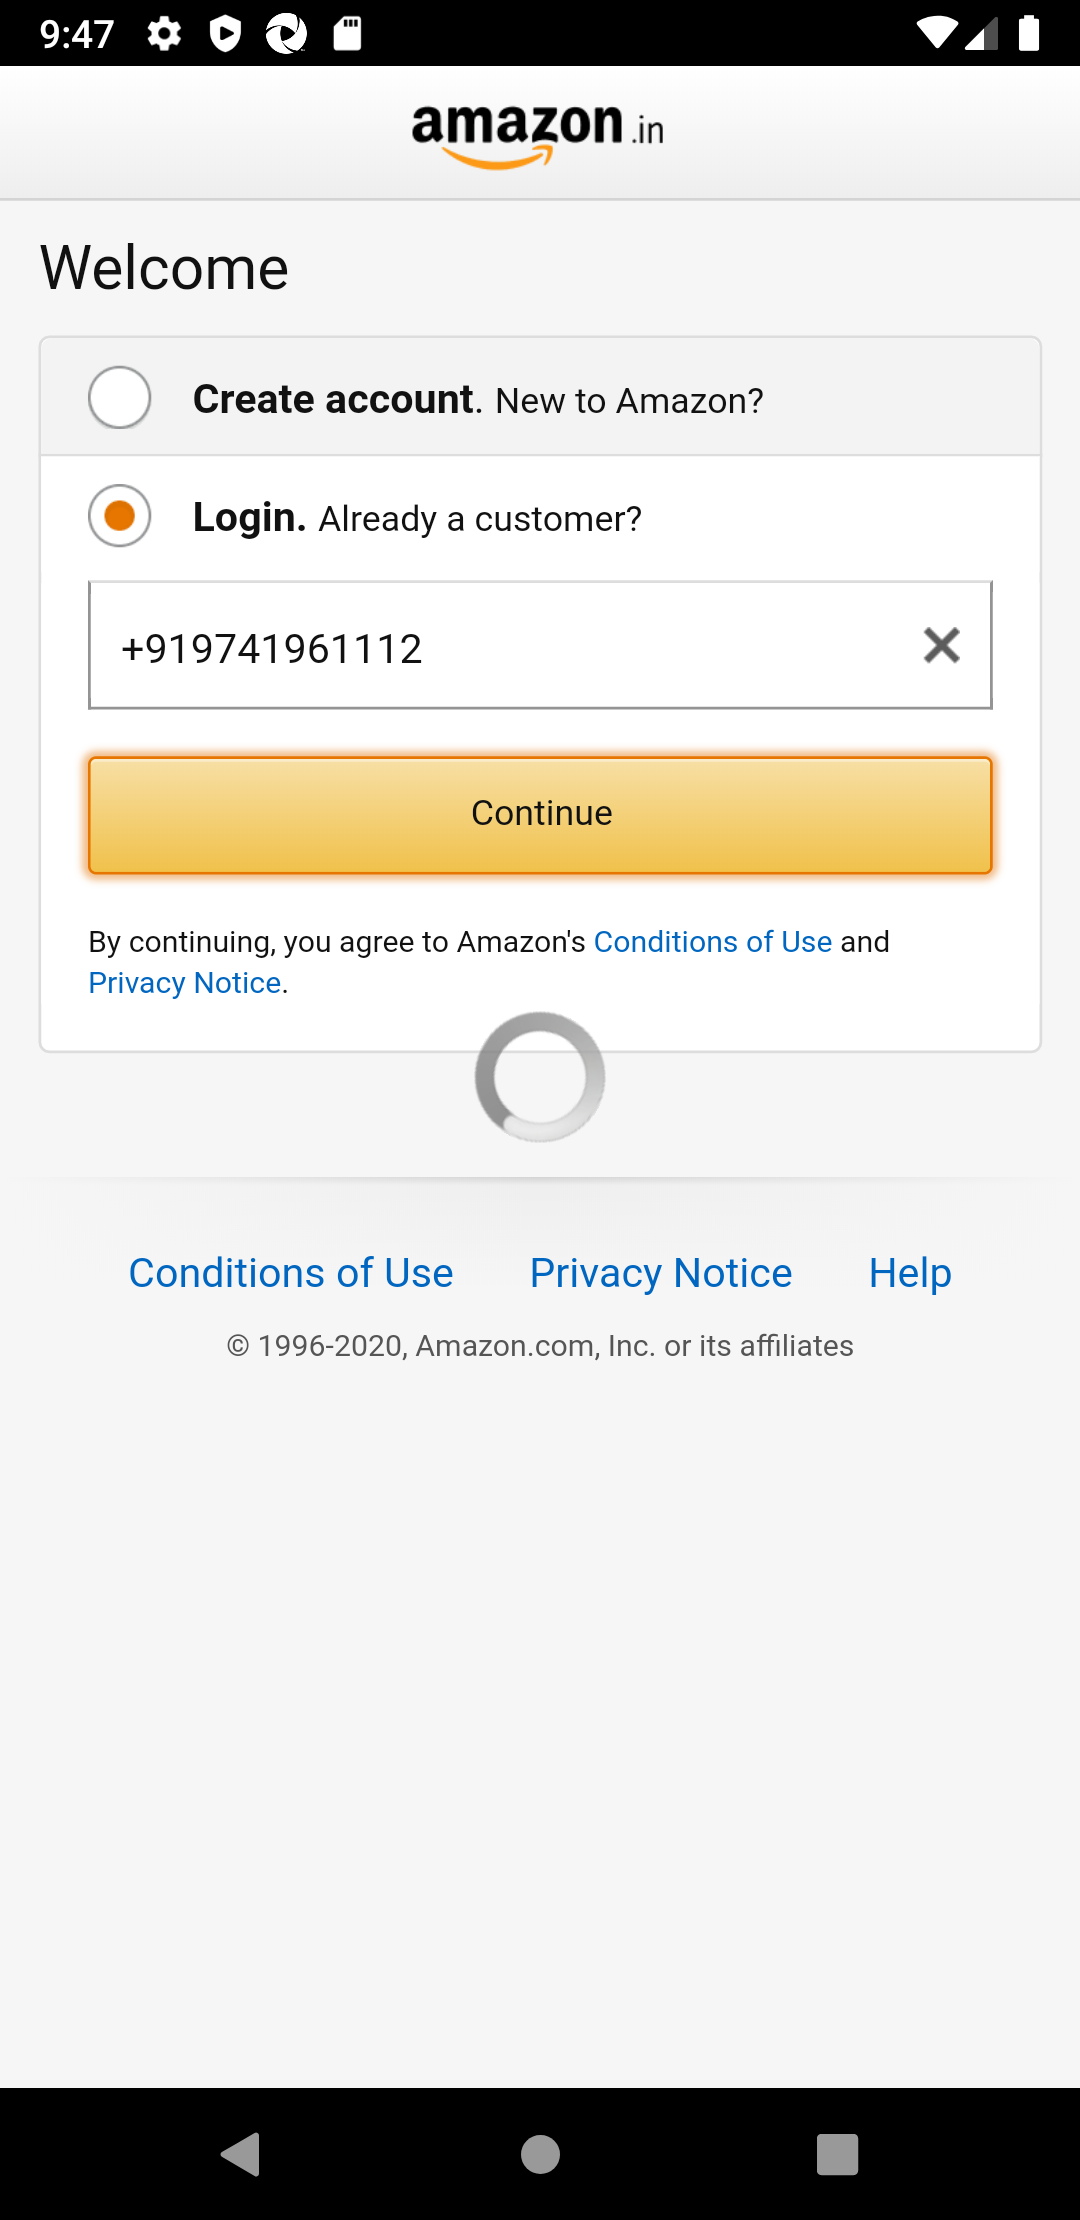 9:47
amazon.in
Welcome
Create account. New to Amazon?
Login. Already a customer?
+919741961112
Continue
By continuing, you agree to Amazon's Conditions of Use and
Privacy Notice.
Conditions of Use Privacy Notice Help
© 1996-2020, Amazon.com, Inc. or its affiliates